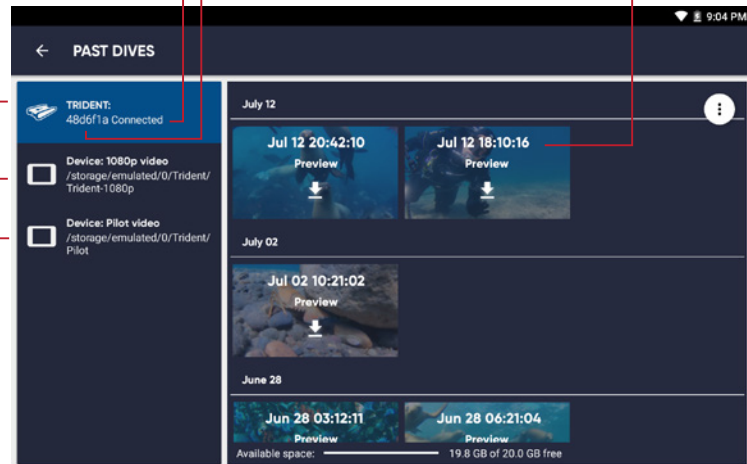 9:04 PM
PAST DIVES
TRIDENT:
48d6f1a Connected
Device: 1080p video
/storage/emulated/0/Trident/
Trident-1080p
Device: Pilot video
/storage/emulated/0/Trident/
Pilot
July 12
Jul 12 20:42:10
Preview
Jul 12 18:10:16
Preview
July 02
Jul 02 10:21:02
Preview
June 28
Jun 28 03:12:11
Preview
Jun 28 06:21:04
Preview
Available space:
19.8 GB of 20.0 GB free